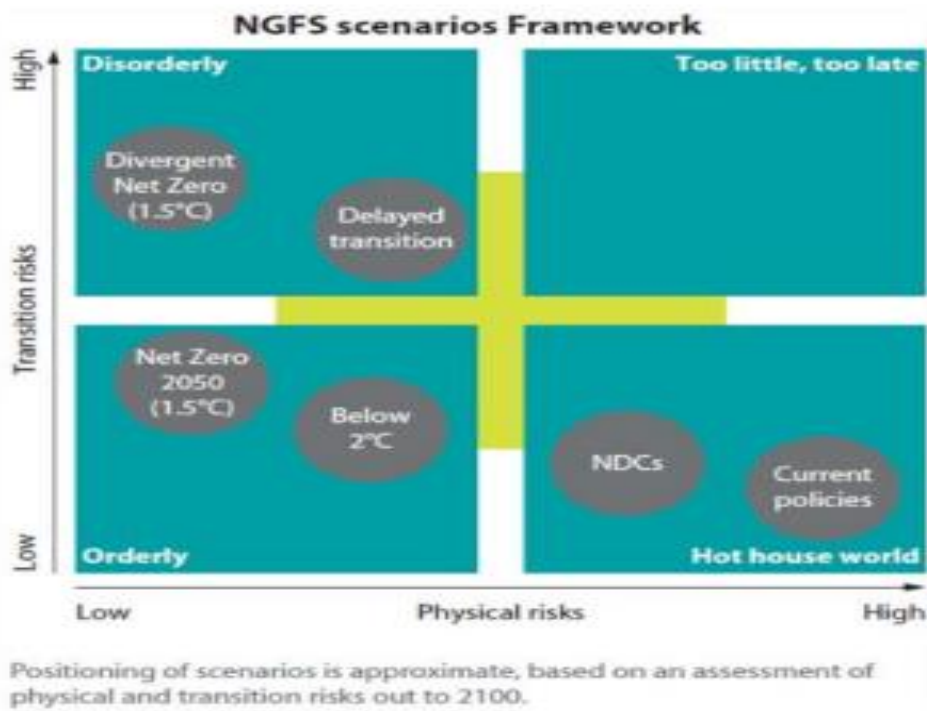 NGFS scenarios Framework
High
Disorderly
Too little, too late
Divergent
Net Zero
(1.5°C)
Delayed
transition
Transition risks
Net Zero
2050
(1.5°C)
Below
2°C
NDCs
Current
policies
Low
Orderly
Hot house world
Low
Physical risks
High
Positioning of scenarios is approximate, based on an assessment of
physical and transition risks out to 2100.